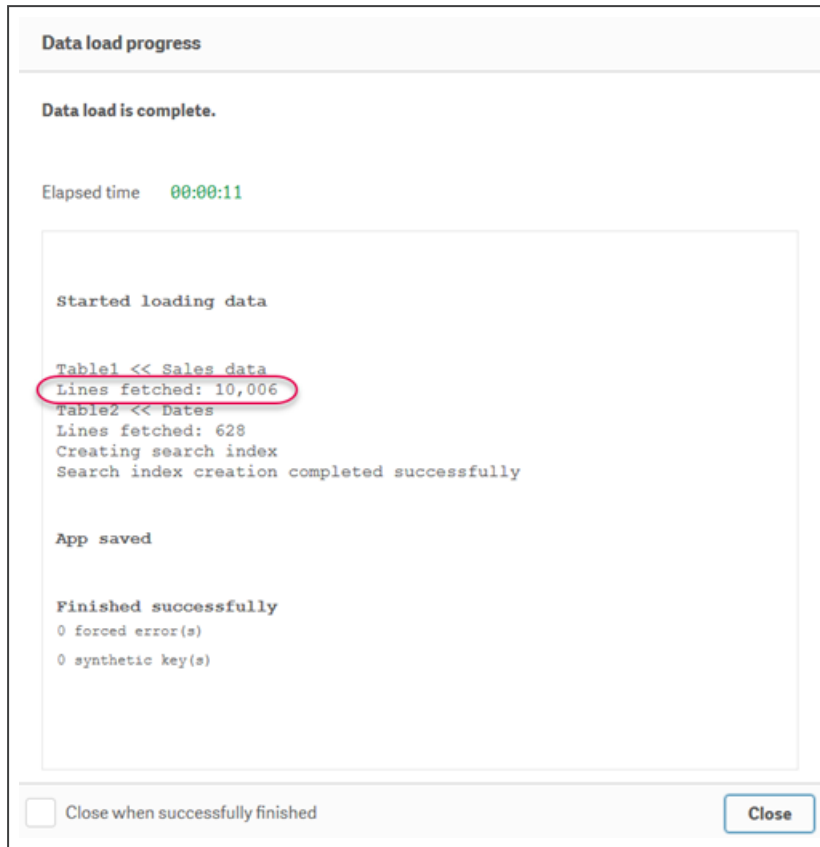 Data load progress
Data load is complete.
Elapsed time 00:00:11
Started loading data
Table1 << Sales data
Lines fetched: 10,006
Table2 << Dates
Lines fetched: 628
Creating search index
Search index creation completed successfully
App saved
Finished successfully
0 forced error(s)
0 synthetic key(s)
Close when successfully finished
Close